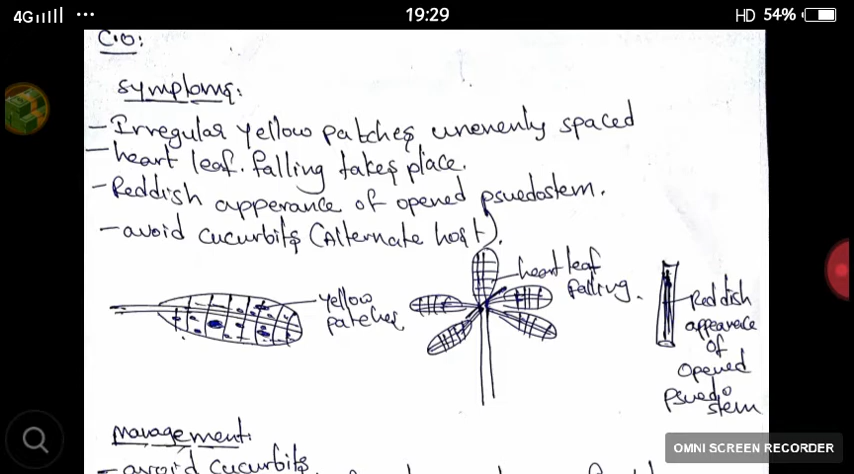 4G
19:29
HD 54%
C.O:
Symptoms:
- Irregular yellow patches unevenly spaced
- heart leaf. falling takes place.
- Reddish apperance of opened psuedostem.
- avoid cucurbits (Alternate host).
yellow
patches
heart leaf
falling.
Reddish
appearence
of
opened
psuedo
stem
management:
- avoid cucurbits
OMNI SCREEN RECORDER